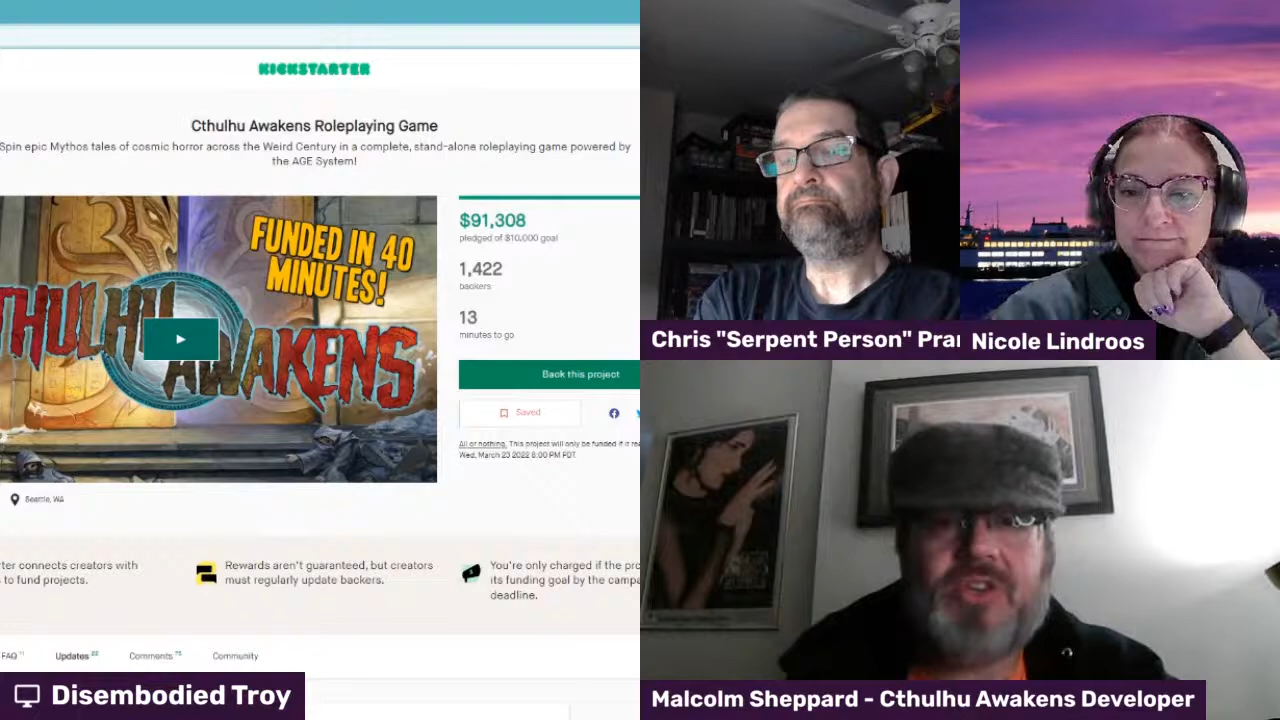 KICKSTARTER
Cthulhu Awakens Roleplaying Game
Spin epic Mythos tales of cosmic horror across the Weird Century in a complete, stand-alone roleplaying game powered by
the AGE System!
FUNDED IN 40
MINUTES!
THULHU
AWAKENS
$91,308
pledged of $10,000 goal
1,422
backers
13
minutes to go
Back this project
Saved
All or nothing. This project will only be funded if it rea
Wed, March 23 2022 6:00 PM PDT
Seattle, WA
ter connects creators with
s to fund projects.
Rewards aren't guaranteed, but creators
must regularly update backers.
You're only charged if the pro
its funding goal by the campa
deadline.
FAQ 11
Updates 22
Comments 75
Community
Disembodied Troy
Chris "Serpent Person" Pra
Nicole Lindroos
Malcolm Sheppard - Cthulhu Awakens Developer